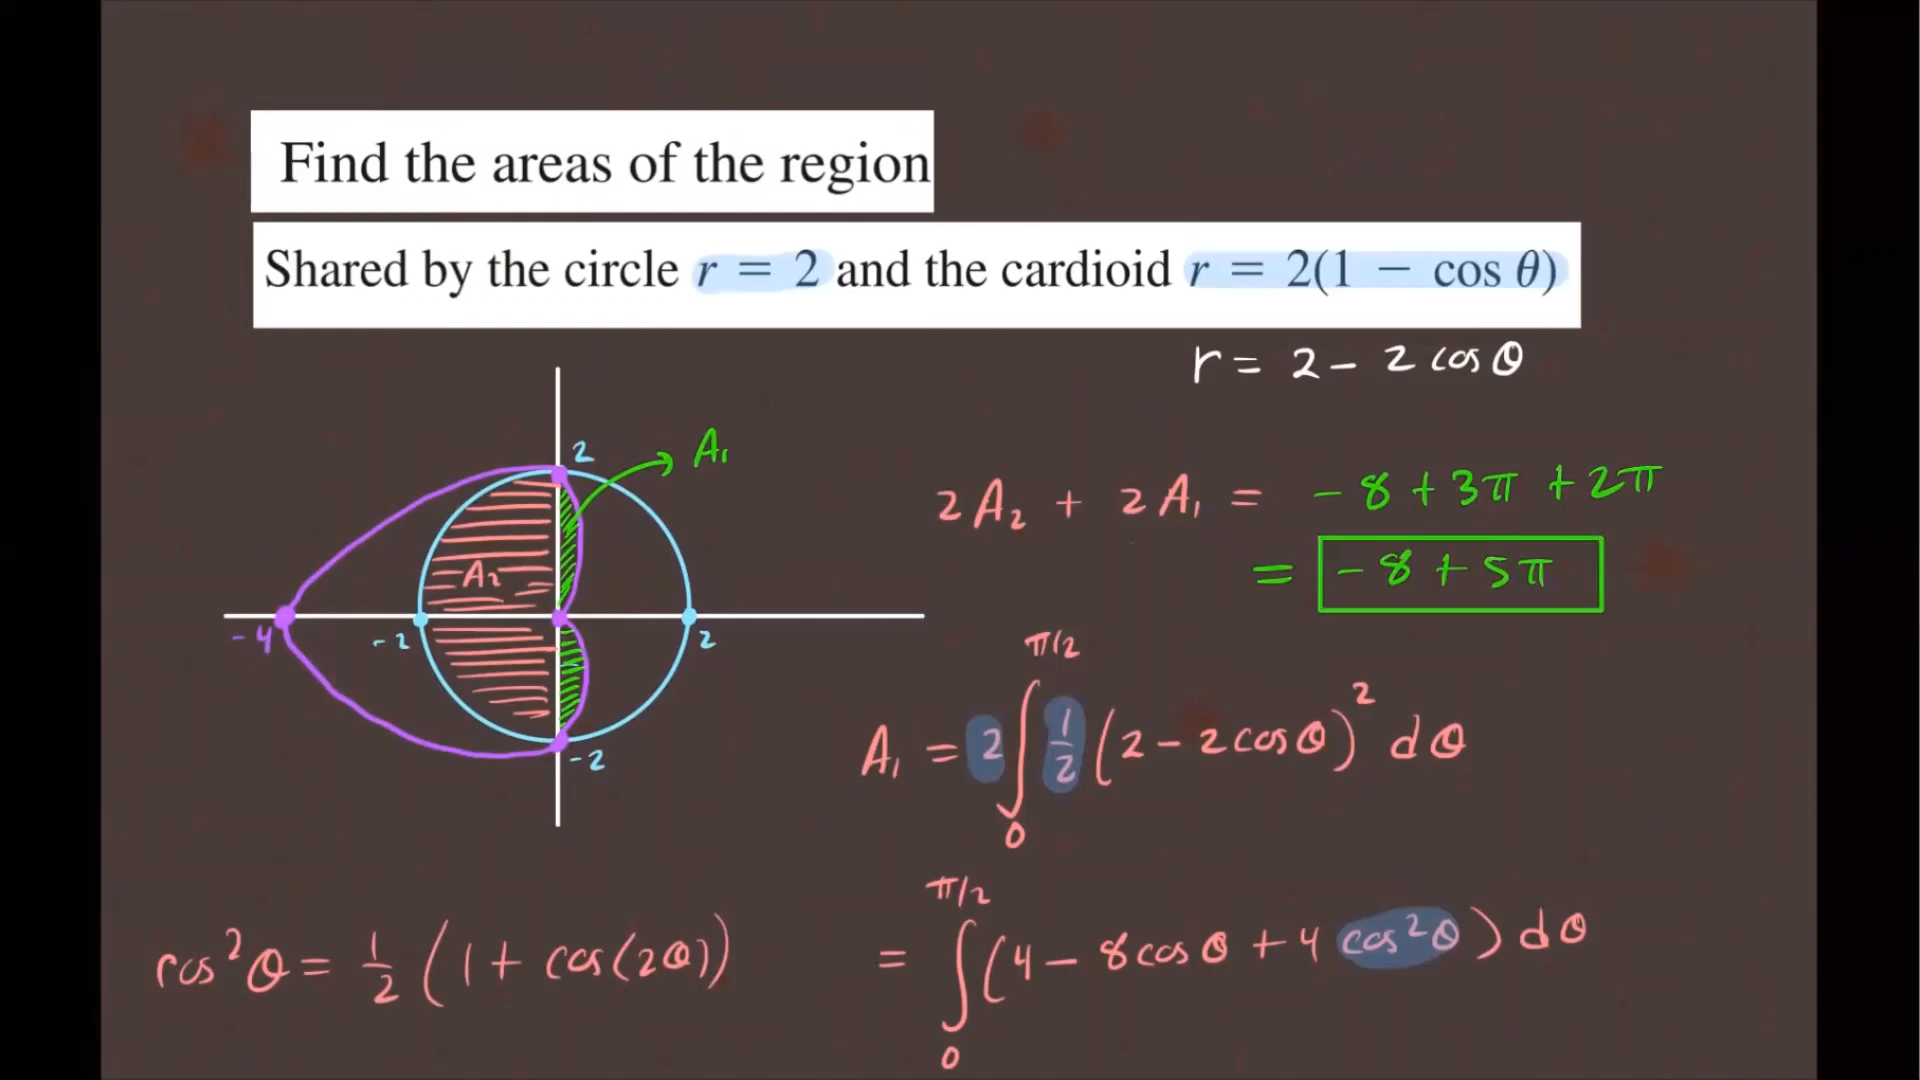 Find the areas of the region
Shared by the circle r = 2 and the cardioid r = 2(1 − cos θ)
r = 2 - 2 cos θ
2
A₁
2A₂ + 2A₁ = -8 + 3π + 2π
= -8 + 5π
A₂
-4
-2
2
-2
A₁ = 2 ∫₀^{π/2} 1/2 (2 - 2cosθ)² dθ
cos²θ = 1/2 (1 + cos(2θ))
= ∫₀^{π/2} (4 - 8cosθ + 4 cos²θ) dθ